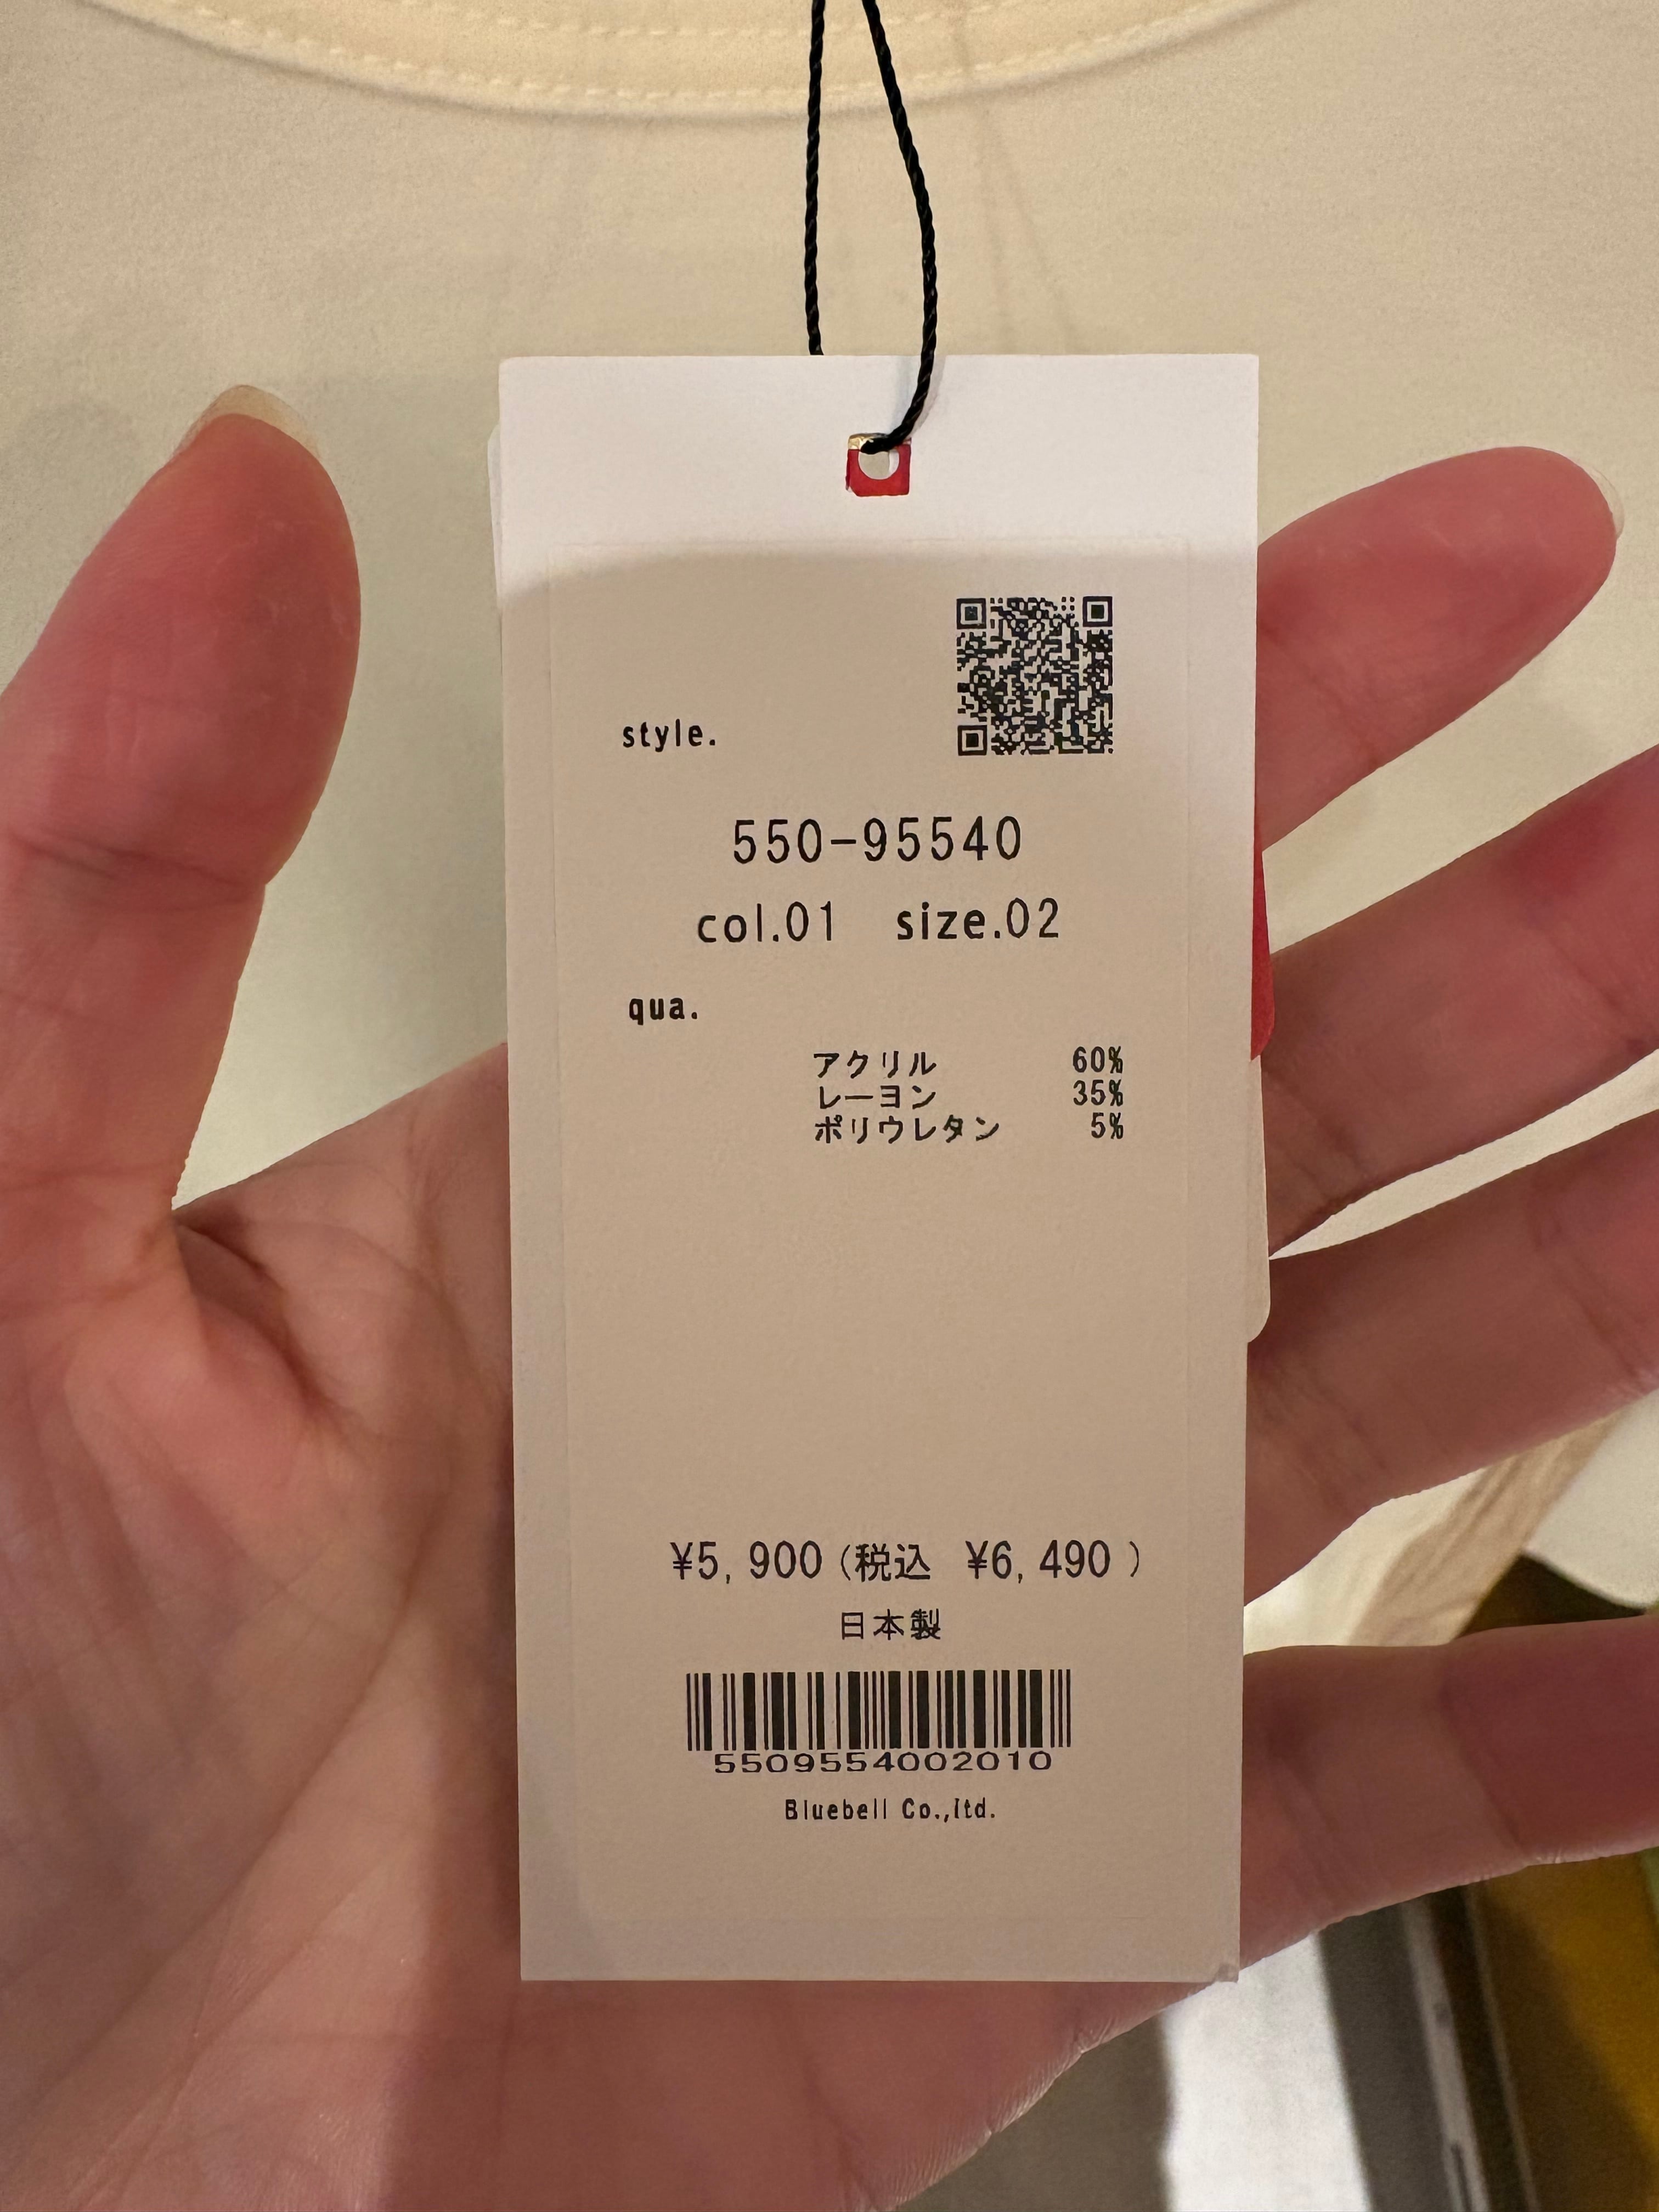 style.
550-95540
col.01 size.02
qua.
アクリル 60%
レーヨン 35%
ポリウレタン 5%
¥5,900(税込 ¥6,490 )
日本製
5509554002010
Bluebell Co.,ltd.